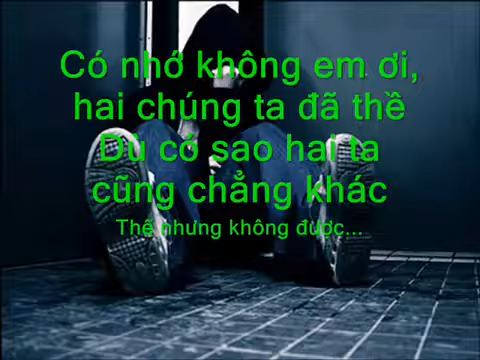 Có nhớ không em ơi,
hai chúng ta đã thề
Dù có sao hai ta
cũng chẳng khác
Thế nhưng không được...